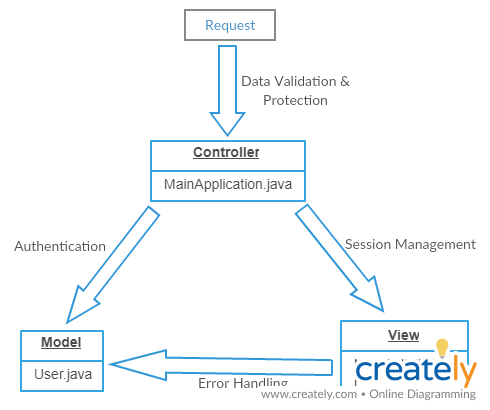 Request
Data Validation &
Protection
Controller
MainApplication.java
Authentication
Session Management
Model
User.java
View
Error Handling
creately
www.creately.com • Online Diagramming